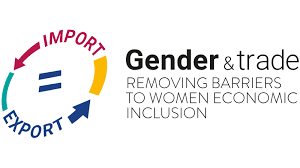 IMPORT
=
EXPORT
Gender & trade
REMOVING BARRIERS
TO WOMEN ECONOMIC
INCLUSION